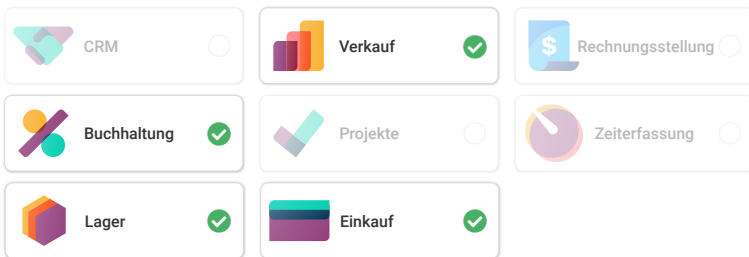 CRM
Verkauf
$ Rechnungsstellung
Buchhaltung
Projekte
Zeiterfassung
Lager
Einkauf